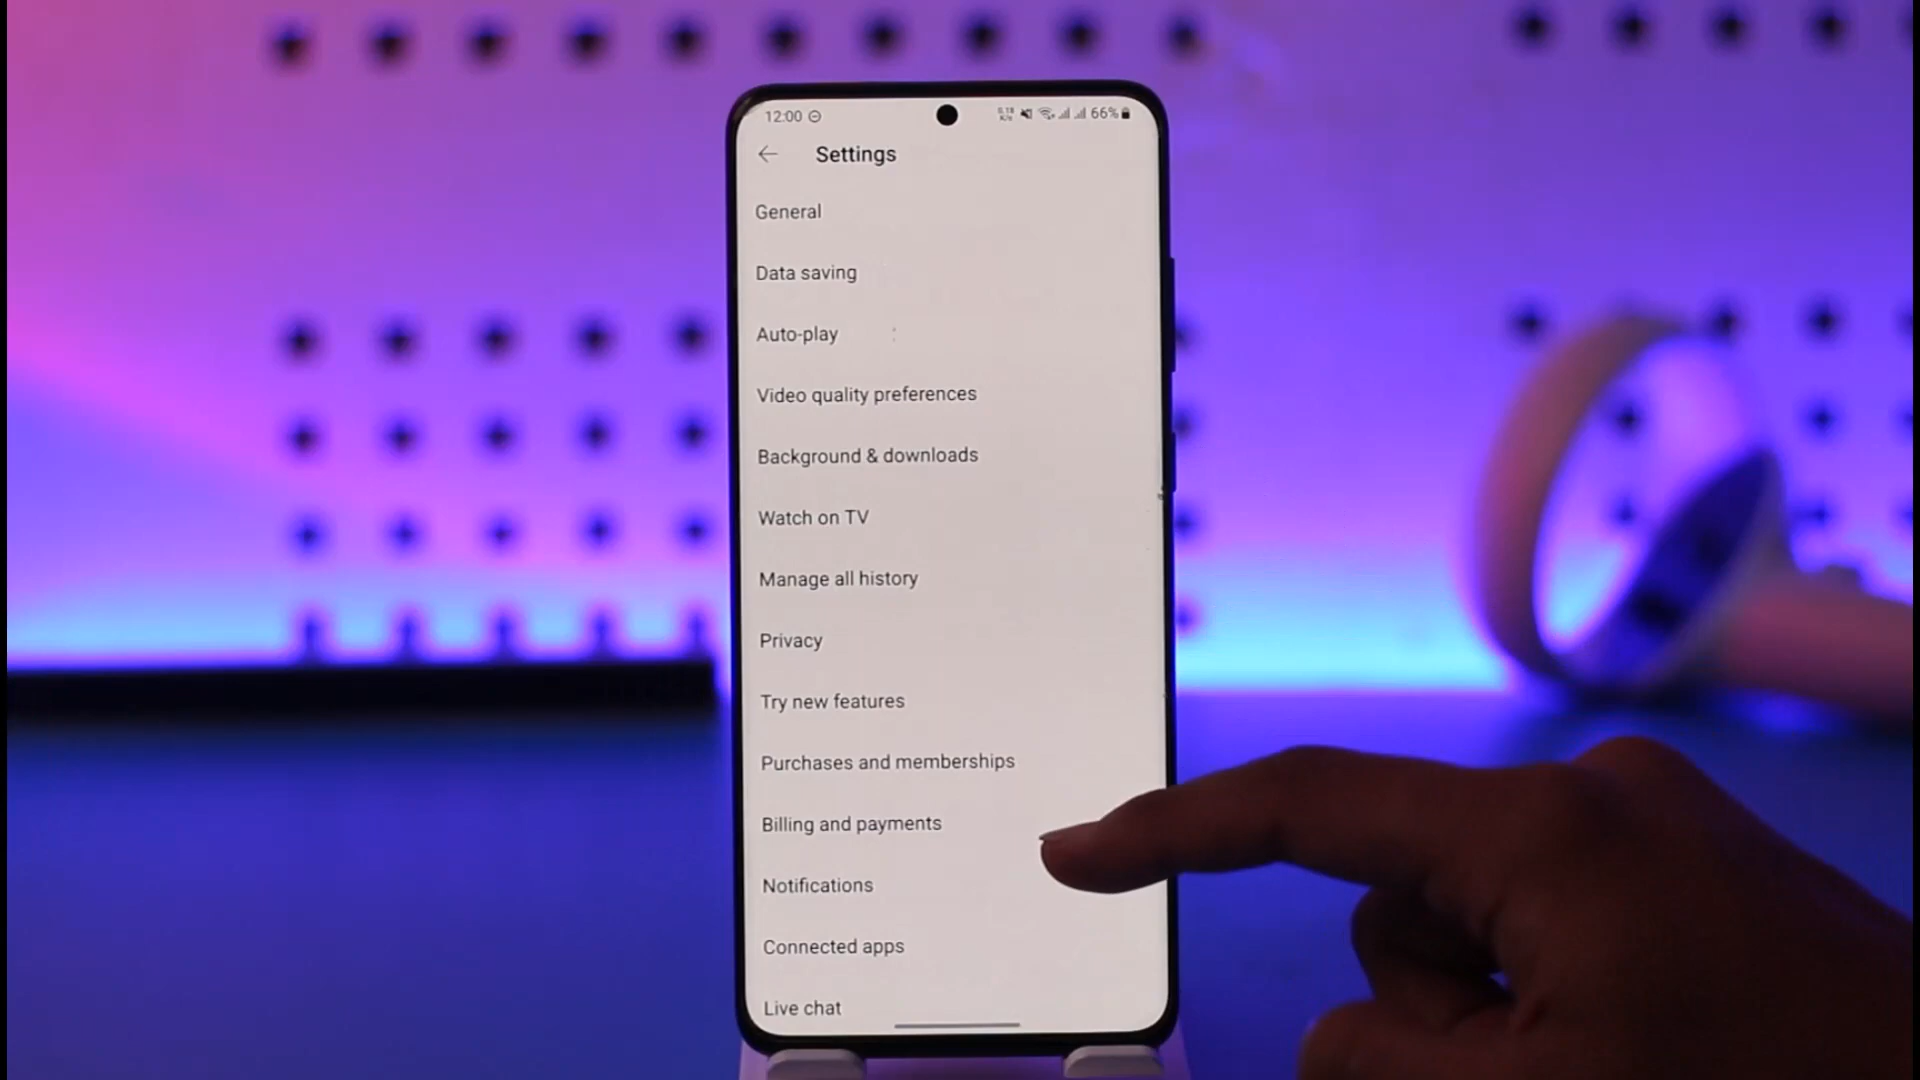 12:00
66%
Settings
General
Data saving
Auto-play
Video quality preferences
Background & downloads
Watch on TV
Manage all history
Privacy
Try new features
Purchases and memberships
Billing and payments
Notifications
Connected apps
Live chat